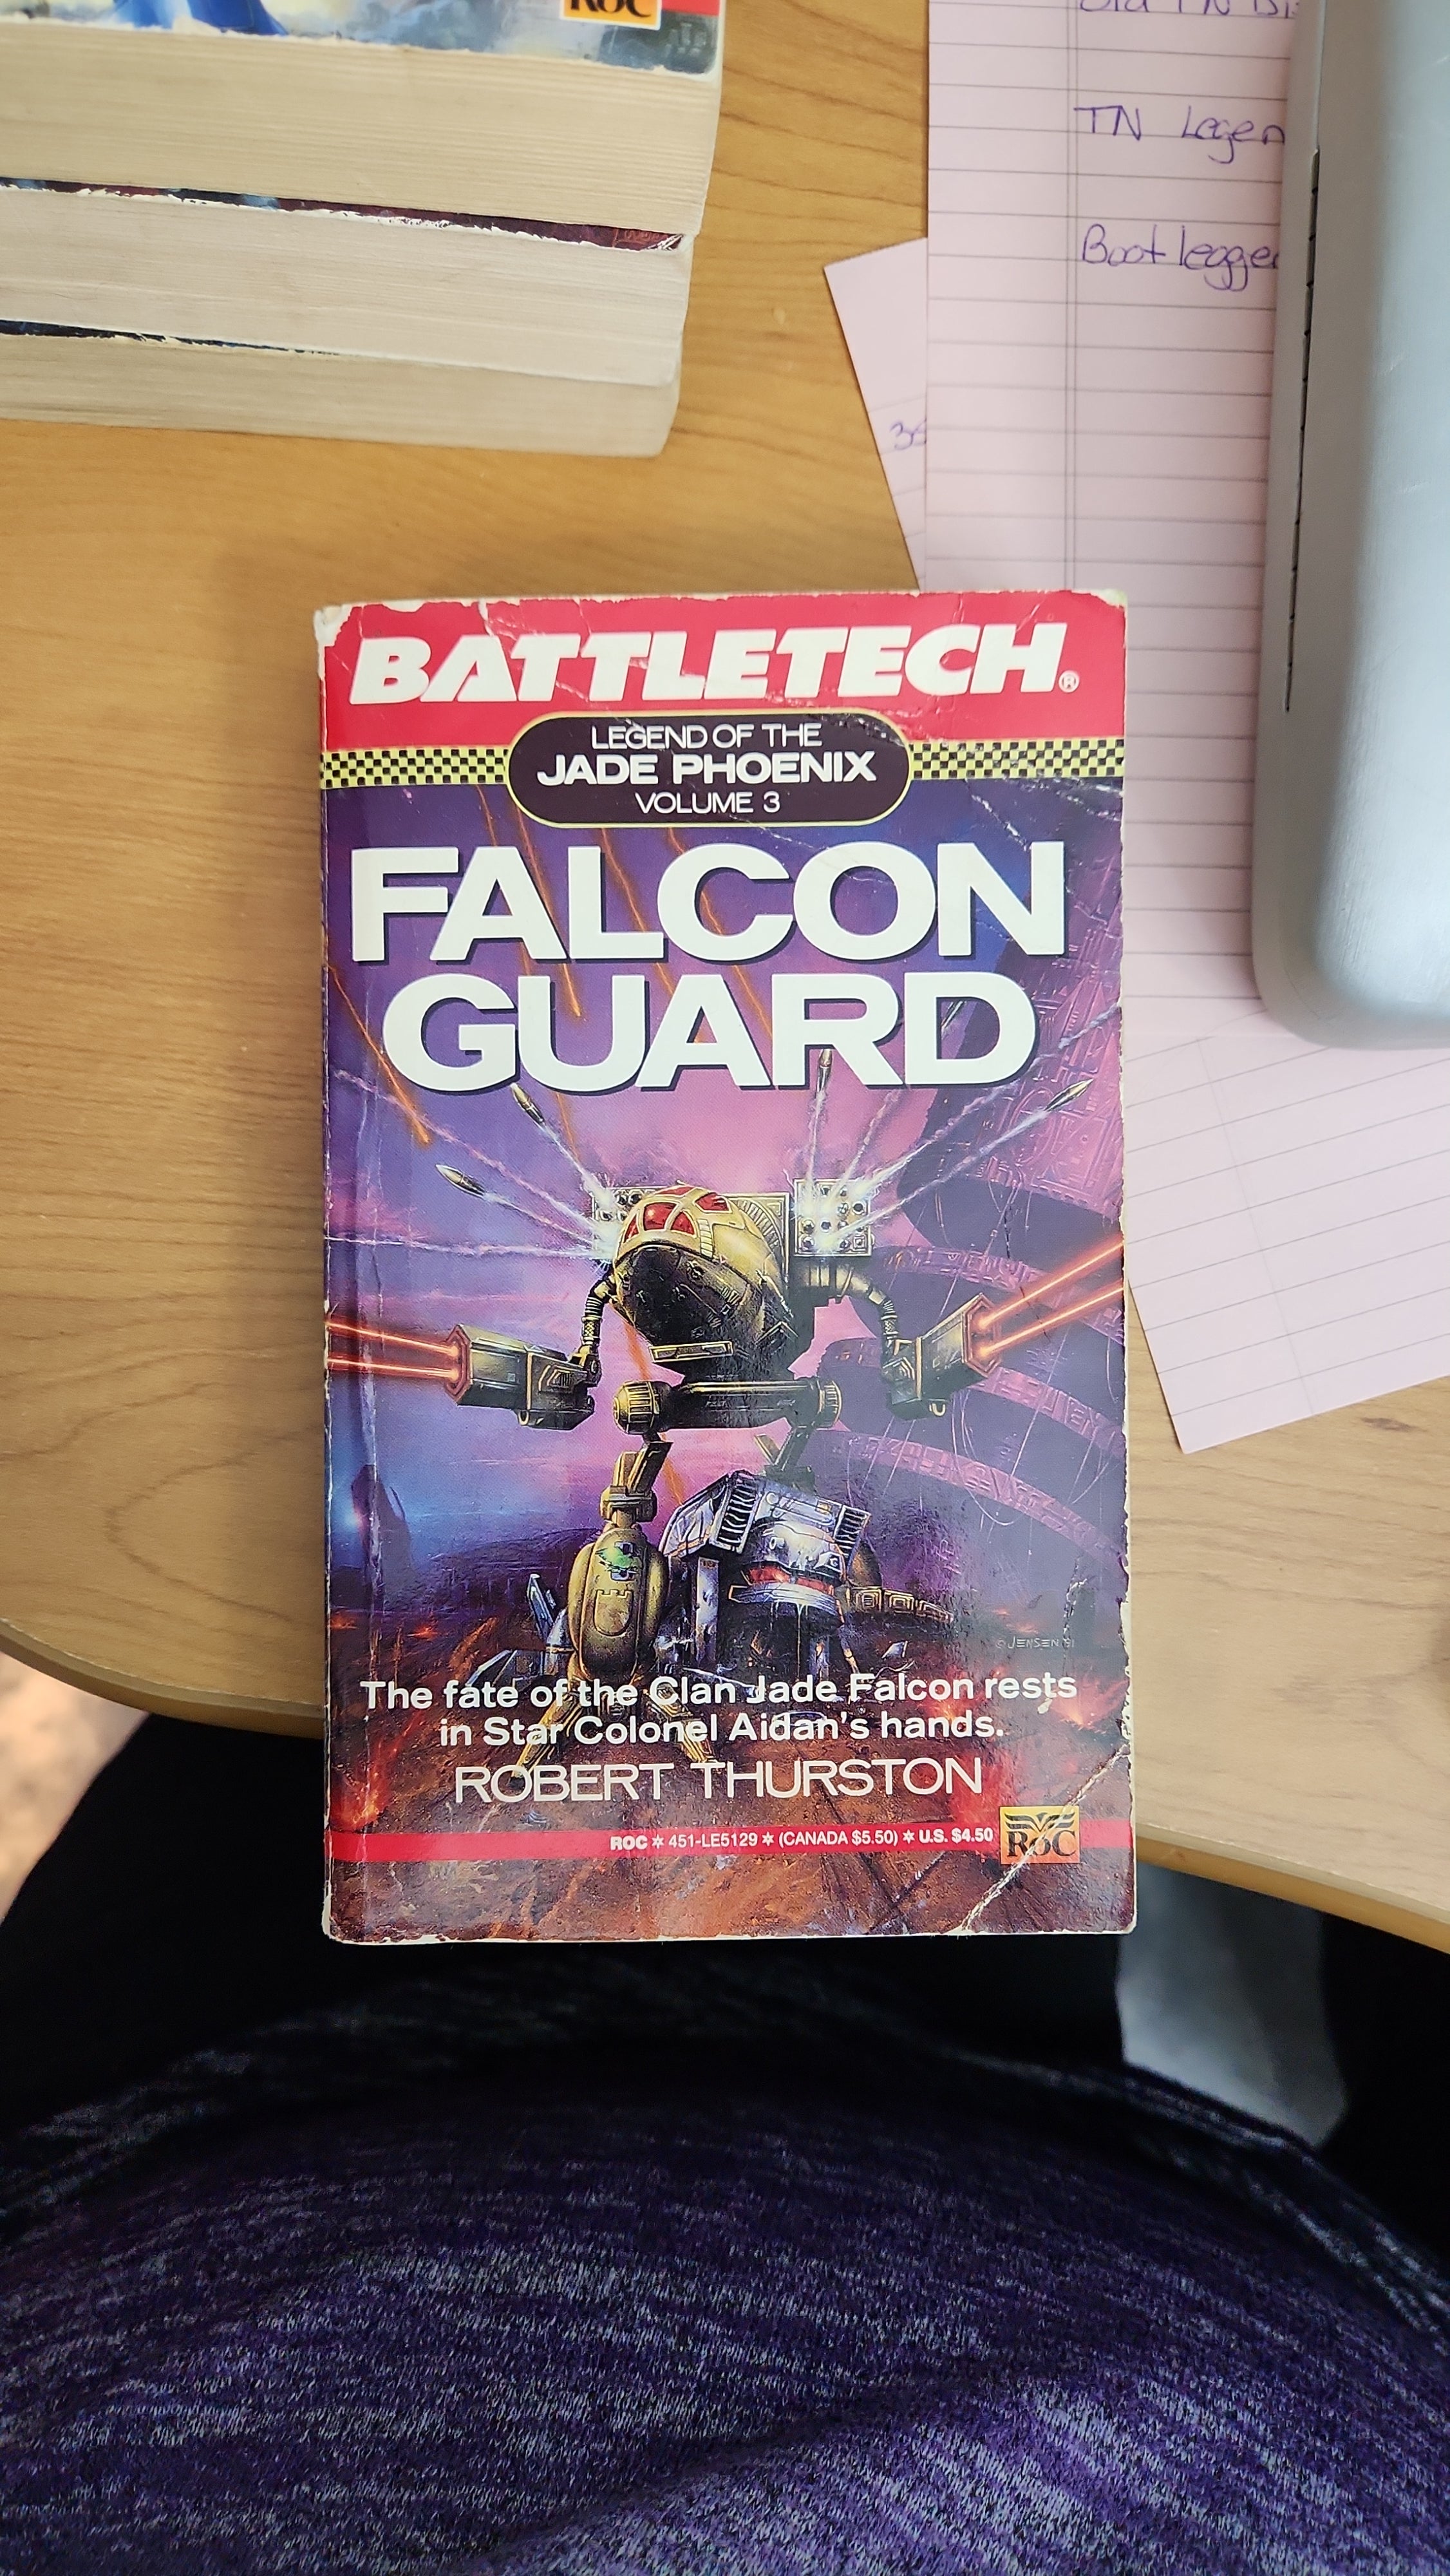 RoC
TN Legen
Bootlegger
BATTLETECH®
LEGEND OF THE
JADE PHOENIX
VOLUME 3
FALCON
GUARD
© JENSEN 91
The fate of the Clan Jade Falcon rests
in Star Colonel Aidan's hands.
ROBERT THURSTON
ROC ✶ 451-LE5129 ✶ (CANADA $5.50) ✶ U.S. $4.50
RoC